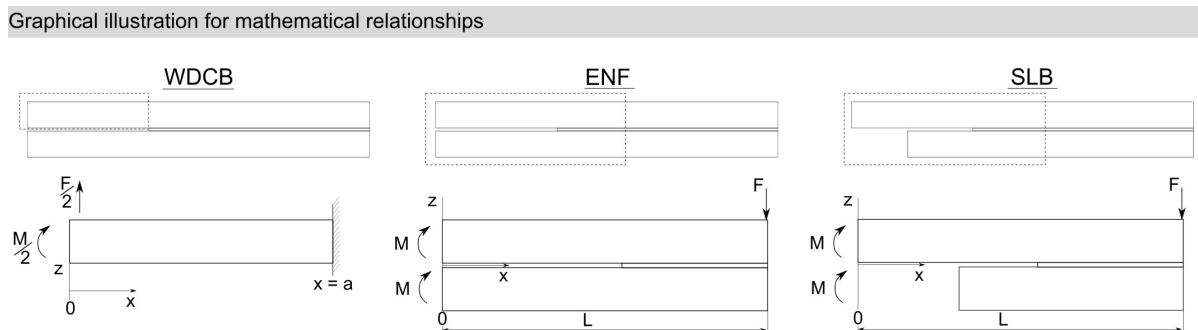 Graphical illustration for mathematical relationships
WDCB
ENF
SLB
F/2
M/2
z
0
x
x = a
z
F
M
M
x
0
L
z
F
M
M
x
0
L